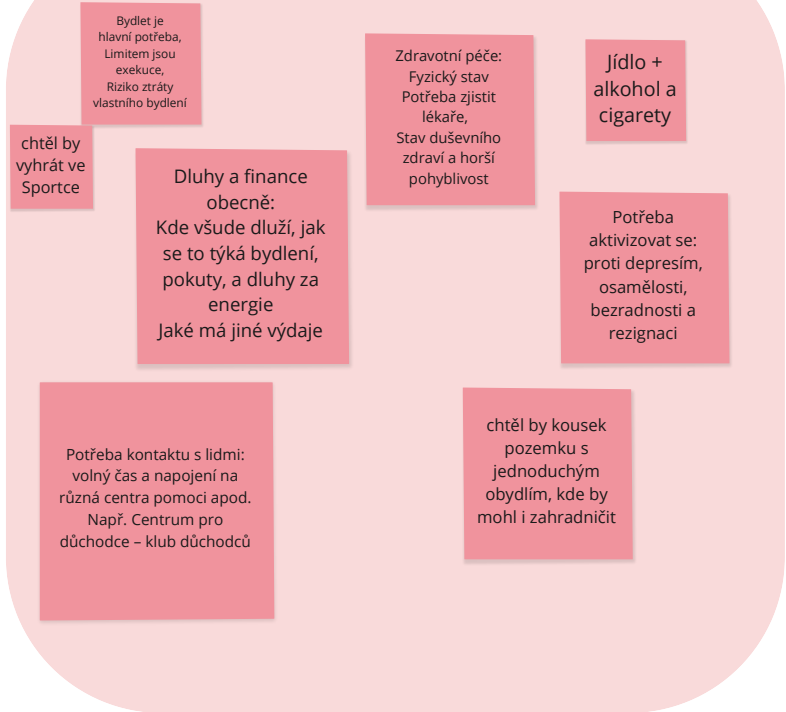 Bydlet je
hlavní potřeba,
Limitem jsou
exekuce,
Riziko ztráty
vlastního bydlení
Zdravotní péče:
Fyzický stav
Potřeba zjistit
lékaře,
Stav duševního
zdraví a horší
pohyblivost
Jídlo +
alkohol a
cigarety
chtěl by
vyhrát ve
Sportce
Dluhy a finance
obecně:
Kde všude dluží, jak
se to týká bydlení,
pokuty, a dluhy za
energie
Jaké má jiné výdaje
Potřeba
aktivizovat se:
proti depresím,
osamělosti,
bezradnosti a
rezignaci
Potřeba kontaktu s lidmi:
volný čas a napojení na
různá centra pomoci apod.
Např. Centrum pro
důchodce – klub důchodců
chtěl by kousek
pozemku s
jednoduchým
obydlím, kde by
mohl i zahradničit